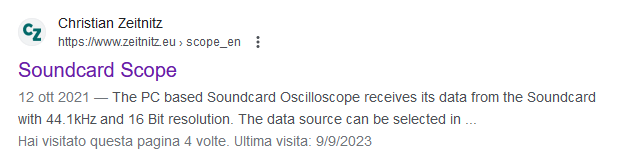 CZ
Christian Zeitnitz
https://www.zeitnitz.eu › scope_en
Soundcard Scope
12 ott 2021 — The PC based Soundcard Oscilloscope receives its data from the Soundcard
with 44.1kHz and 16 Bit resolution. The data source can be selected in ...
Hai visitato questa pagina 4 volte. Ultima visita: 9/9/2023